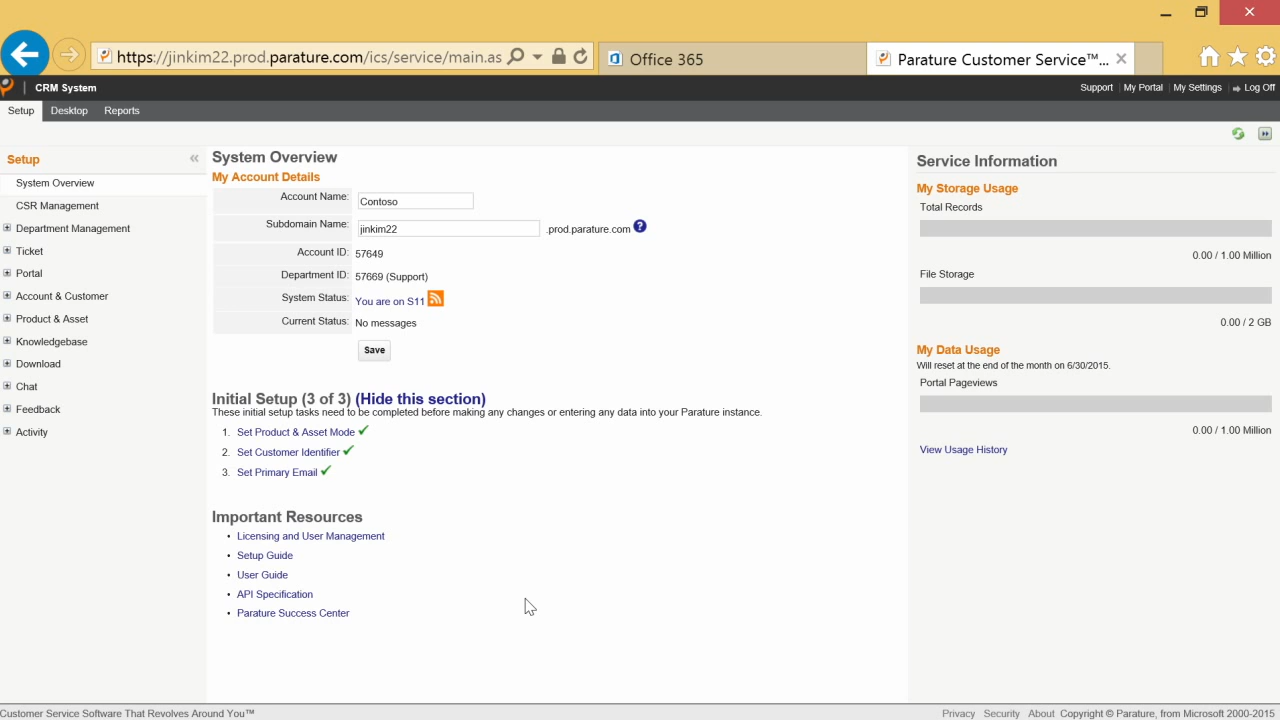 https://jinkim22.prod.parature.com/ics/service/main.as
Office 365
Parature Customer Service™...
CRM System
Support | My Portal | My Settings | Log Off
Setup Desktop Reports
Setup
System Overview
CSR Management
Department Management
Ticket
Portal
Account & Customer
Product & Asset
Knowledgebase
Download
Chat
Feedback
Activity
System Overview
My Account Details
Account Name: Contoso
Subdomain Name: jinkim22 .prod.parature.com ?
Account ID: 57649
Department ID: 57669 (Support)
System Status: You are on S11
Current Status: No messages
Save
Initial Setup (3 of 3) (Hide this section)
These initial setup tasks need to be completed before making any changes or entering any data into your Parature instance.
1. Set Product & Asset Mode
2. Set Customer Identifier
3. Set Primary Email
Important Resources
• Licensing and User Management
• Setup Guide
• User Guide
• API Specification
• Parature Success Center
Service Information
My Storage Usage
Total Records
0.00 / 1.00 Million
File Storage
0.00 / 2 GB
My Data Usage
Will reset at the end of the month on 6/30/2015.
Portal Pageviews
0.00 / 1.00 Million
View Usage History
Customer Service Software That Revolves Around You™
Privacy Security About Copyright © Parature, from Microsoft 2000-2015